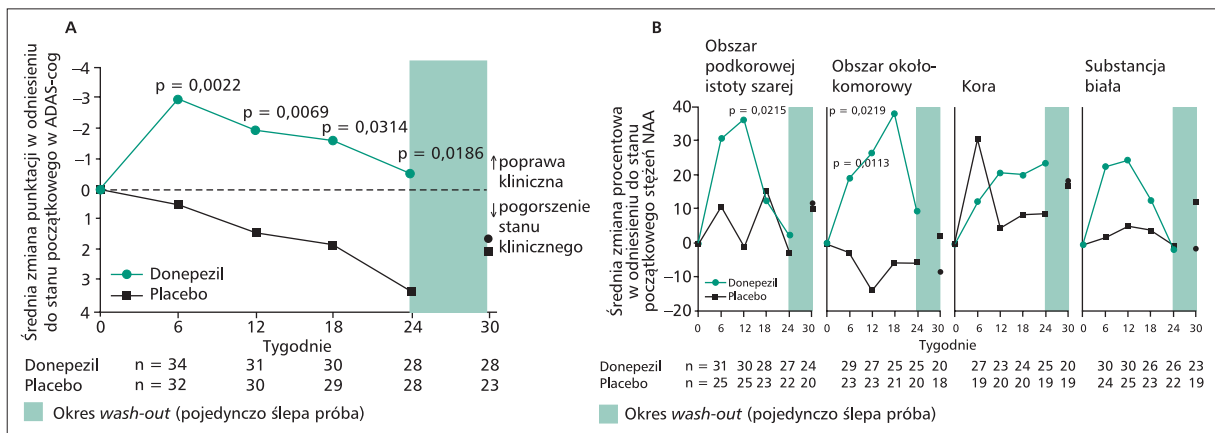 A
Średnia zmiana punktacji w odniesieniu
do stanu początkowego w ADAS-cog
–4
–3
–2
–1
0
1
2
3
4
p = 0,0022
p = 0,0069
p = 0,0314
p = 0,0186
↑poprawa
kliniczna
↓pogorszenie
stanu
klinicznego
Donepezil
Placebo
0 6 12 18 24 30
Tygodnie
Donepezil n = 34 31 30 28 28
Placebo n = 32 30 29 28 23
Okres wash-out (pojedynczo ślepa próba)
B
Średnia zmiana procentowa
w odniesieniu do stanu
początkowego stężeń NAA
Obszar
podkorowej
istoty szarej
Obszar około-
komorowy
Kora
Substancja
biała
40
30
20
10
0
–10
–20
p = 0,0215
p = 0,0219
p = 0,0113
Donepezil
Placebo
0 6 12 18 24 30 0 6 12 18 24 30 0 6 12 18 24 30 0 6 12 18 24 30
Tygodnie
Donepezil n = 31 30 28 27 24 29 27 25 25 20 27 23 24 25 20 30 30 26 26 23
Placebo n = 25 25 23 22 20 23 23 21 20 18 19 20 20 19 19 24 25 23 22 19
Okres wash-out (pojedynczo ślepa próba)